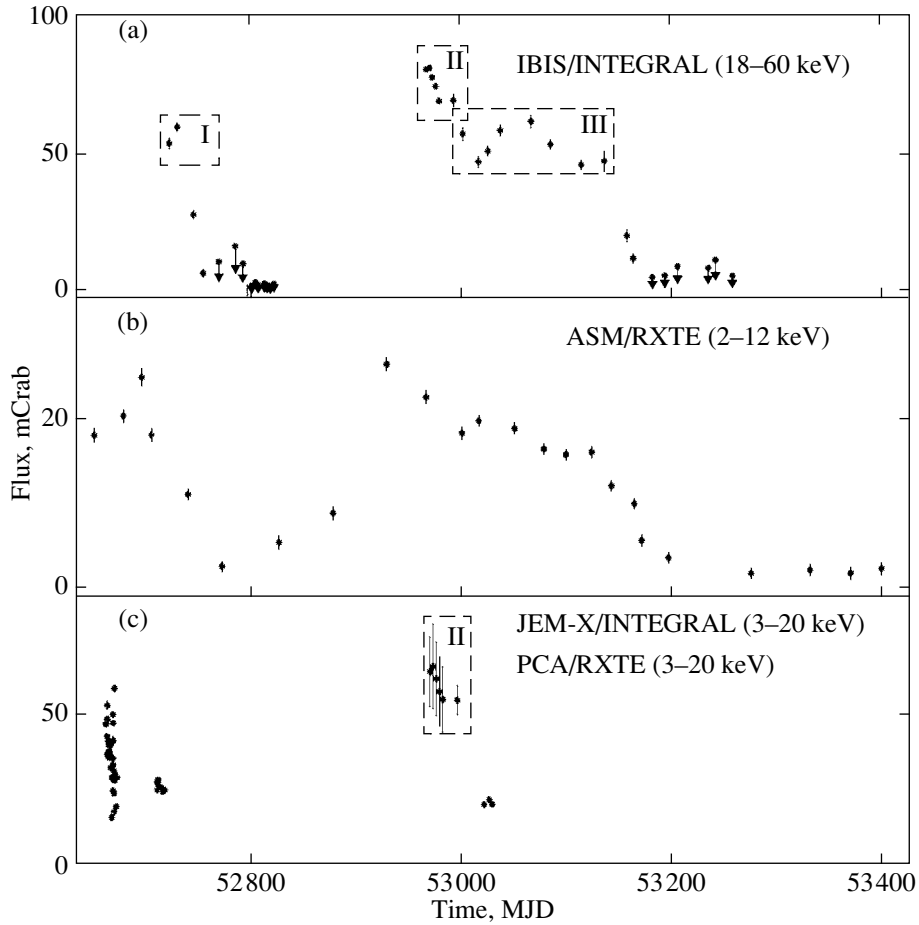 100
(a)
II
IBIS/INTEGRAL (18–60 keV)
I
III
50
0
(b)
ASM/RXTE (2–12 keV)
20
Flux, mCrab
0
(c)
II
JEM-X/INTEGRAL (3–20 keV)
PCA/RXTE (3–20 keV)
50
0
52800 53000 53200 53400
Time, MJD